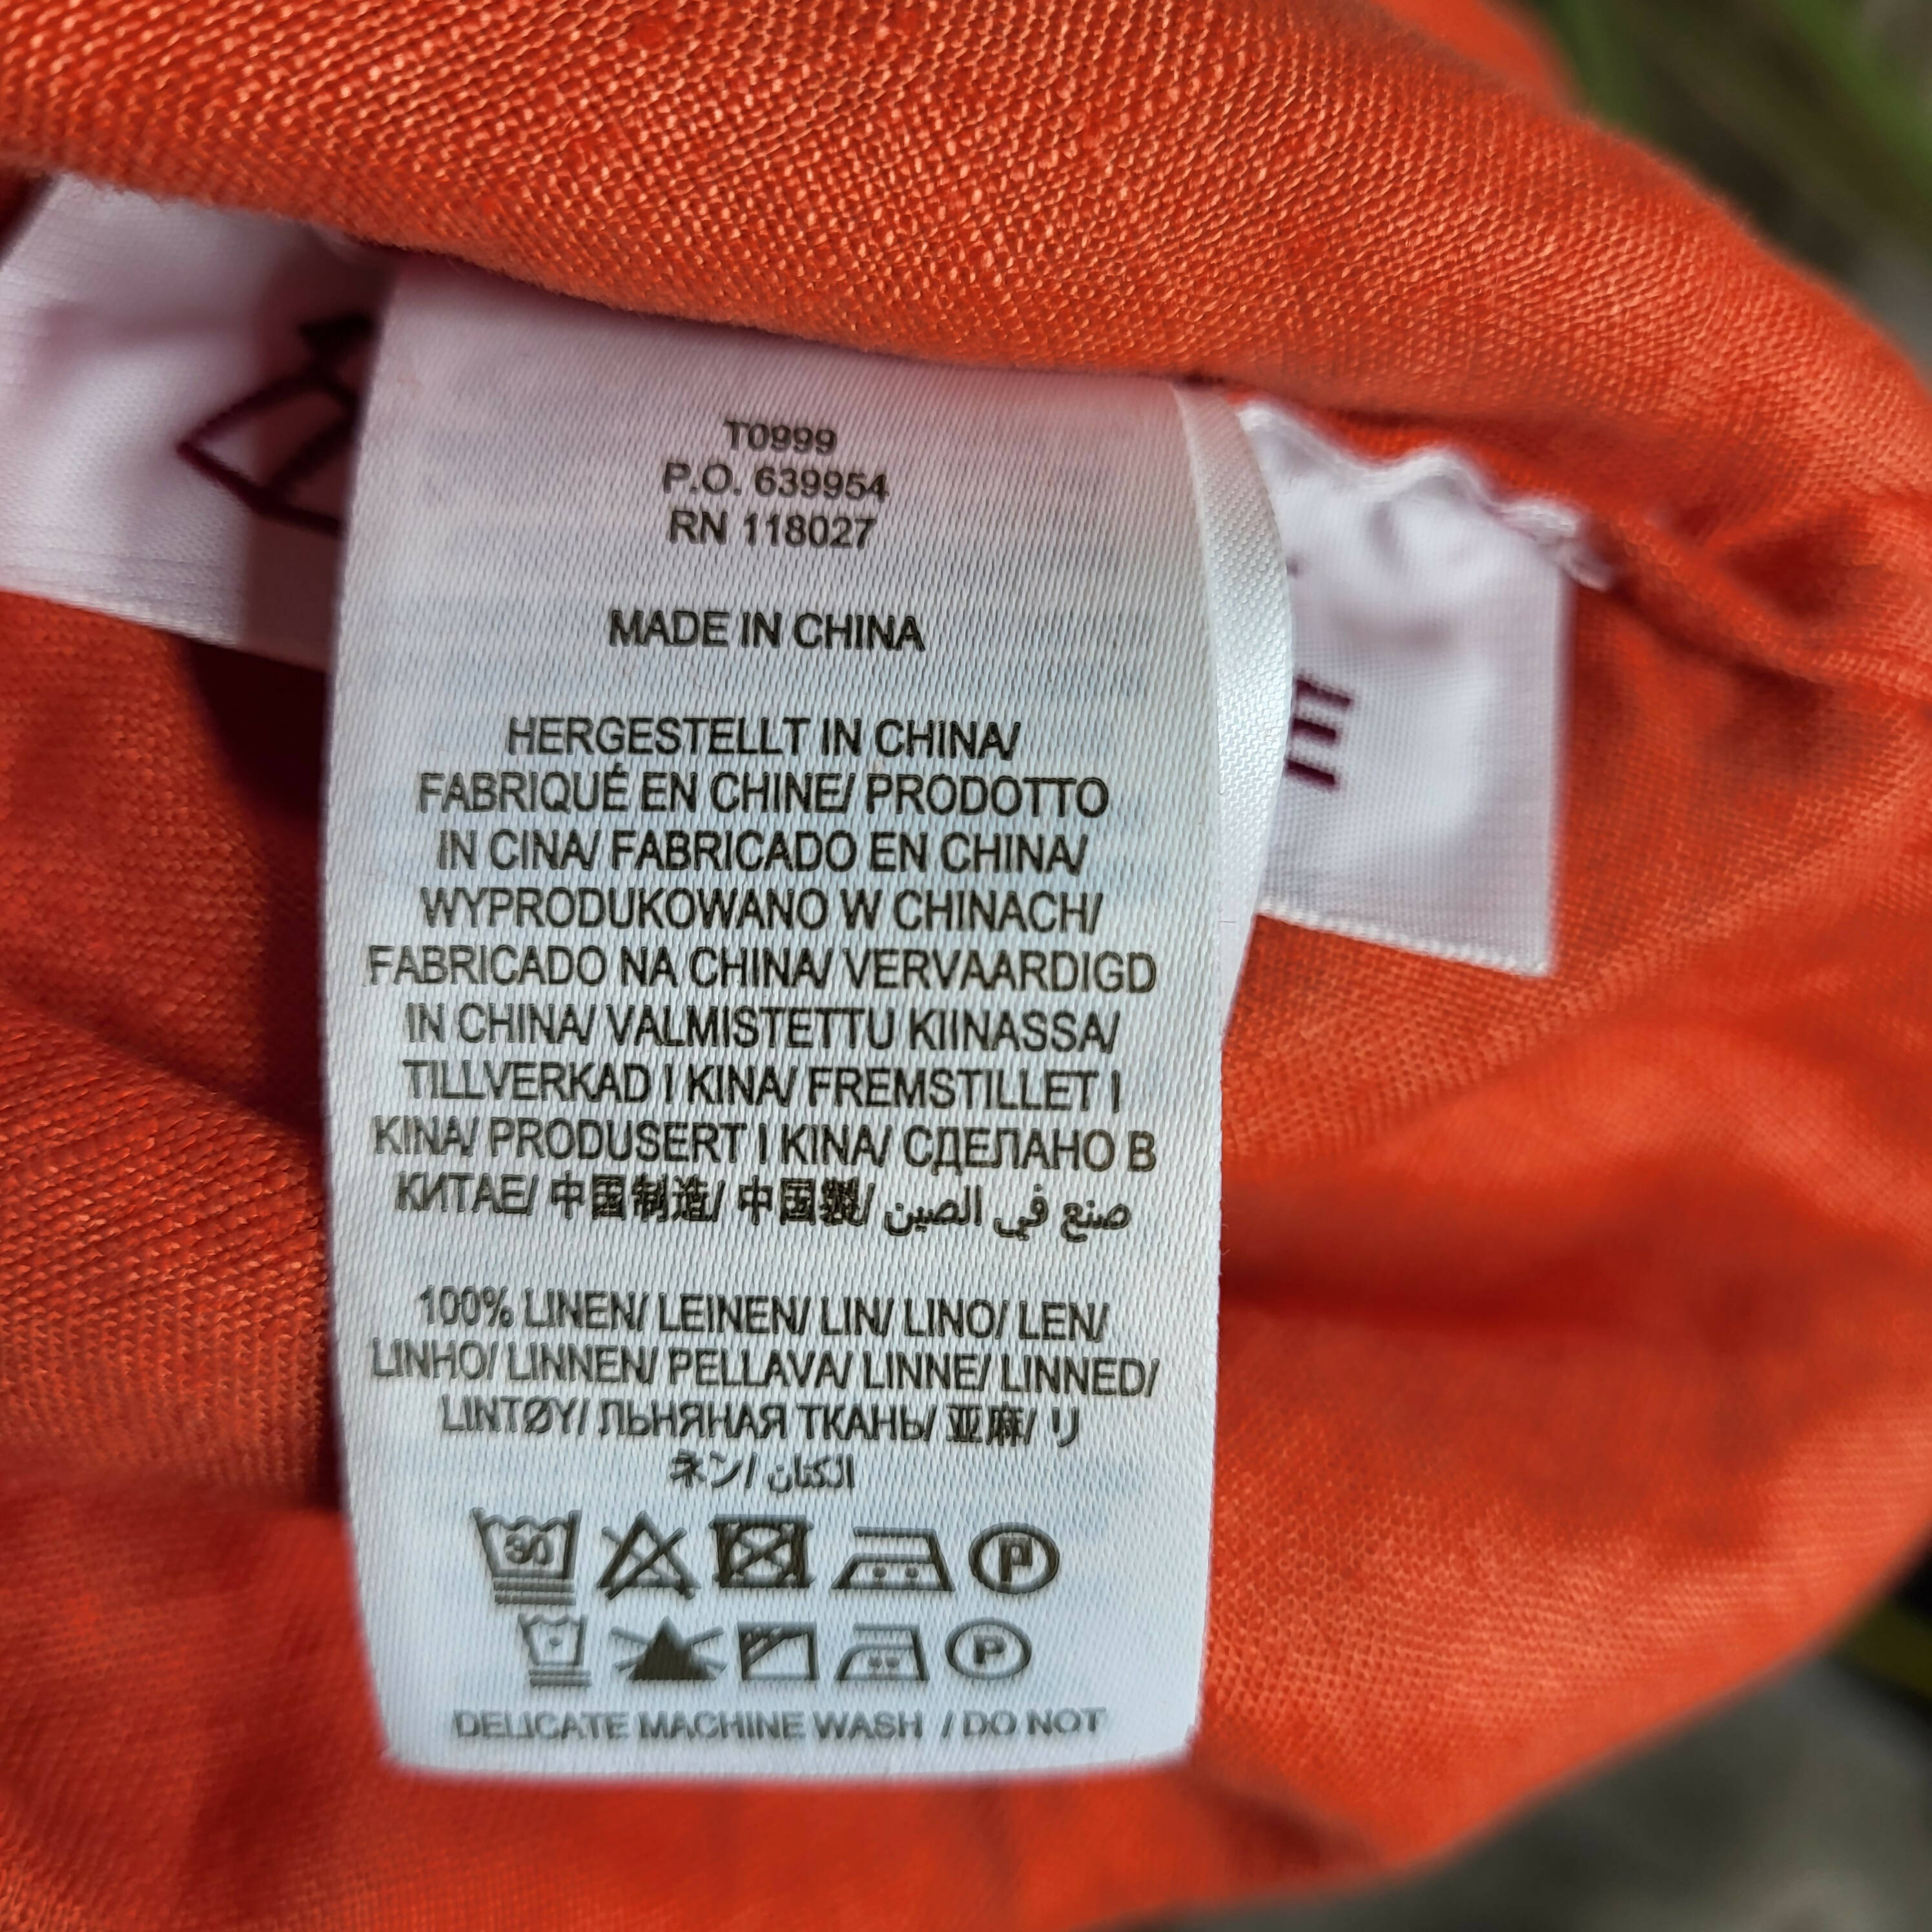 T0999
P.O. 639954
RN 118027
MADE IN CHINA
HERGESTELLT IN CHINA/
FABRIQUÉ EN CHINE/ PRODOTTO
IN CINA/ FABRICADO EN CHINA/
WYPRODUKOWANO W CHINACH/
FABRICADO NA CHINA/ VERVAARDIGD
IN CHINA/ VALMISTETTU KIINASSA/
TILLVERKAD I KINA/ FREMSTILLET I
KINA/ PRODUSERT I KINA/ СДЕЛАНО В
КИТАЕ/ 中国制造/ 中国製/ صنع في الصين
100% LINEN/ LEINEN/ LIN/ LINO/ LEN/
LINHO/ LINNEN/ PELLAVA/ LINNE/ LINNED/
LINTØY/ ЛЬНЯНАЯ ТКАНЬ/ 亚麻/ リ
ネン/ الكتان
30 P
P
DELICATE MACHINE WASH / DO NOT